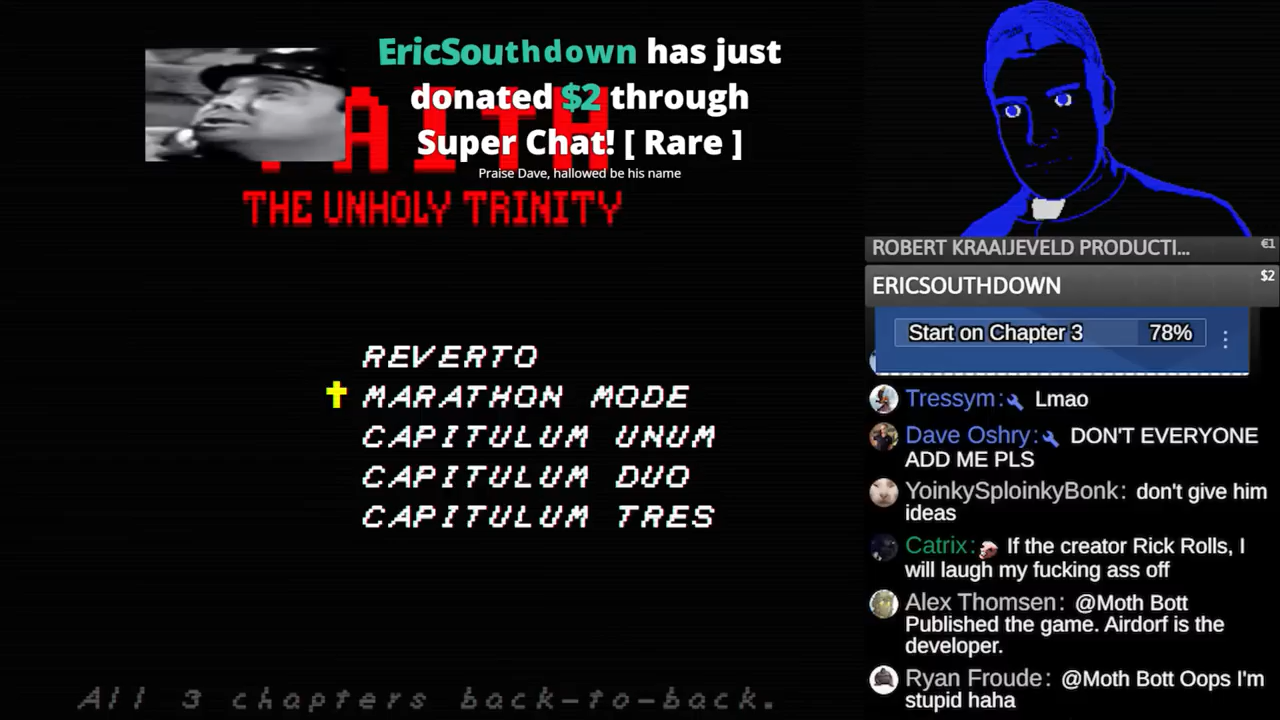 EricSouthdown has just
donated $2 through
Super Chat! [ Rare ]
Praise Dave, hallowed be his name
FAITH
THE UNHOLY TRINITY
REVERTO
MARATHON MODE
CAPITULUM UNUM
CAPITULUM DUO
CAPITULUM TRES
All 3 chapters back-to-back.
ROBERT KRAAIJEVELD PRODUCTI... €1
ERICSOUTHDOWN $2
Start on Chapter 3 78%
Tressym: Lmao
Dave Oshry: DON'T EVERYONE
ADD ME PLS
YoinkySploinkyBonk: don't give him
ideas
Catrix: If the creator Rick Rolls, I
will laugh my fucking ass off
Alex Thomsen: @Moth Bott
Published the game. Airdorf is the
developer.
Ryan Froude: @Moth Bott Oops I'm
stupid haha